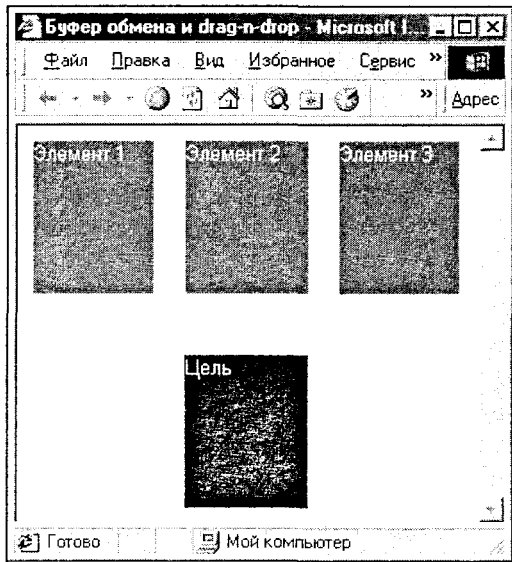 Буфер обмена и drag-n-drop - Microsoft I...
Файл Правка Вид Избранное Сервис »
» Адрес
Элемент 1 Элемент 2 Элемент 3
Цель
Готово Мой компьютер